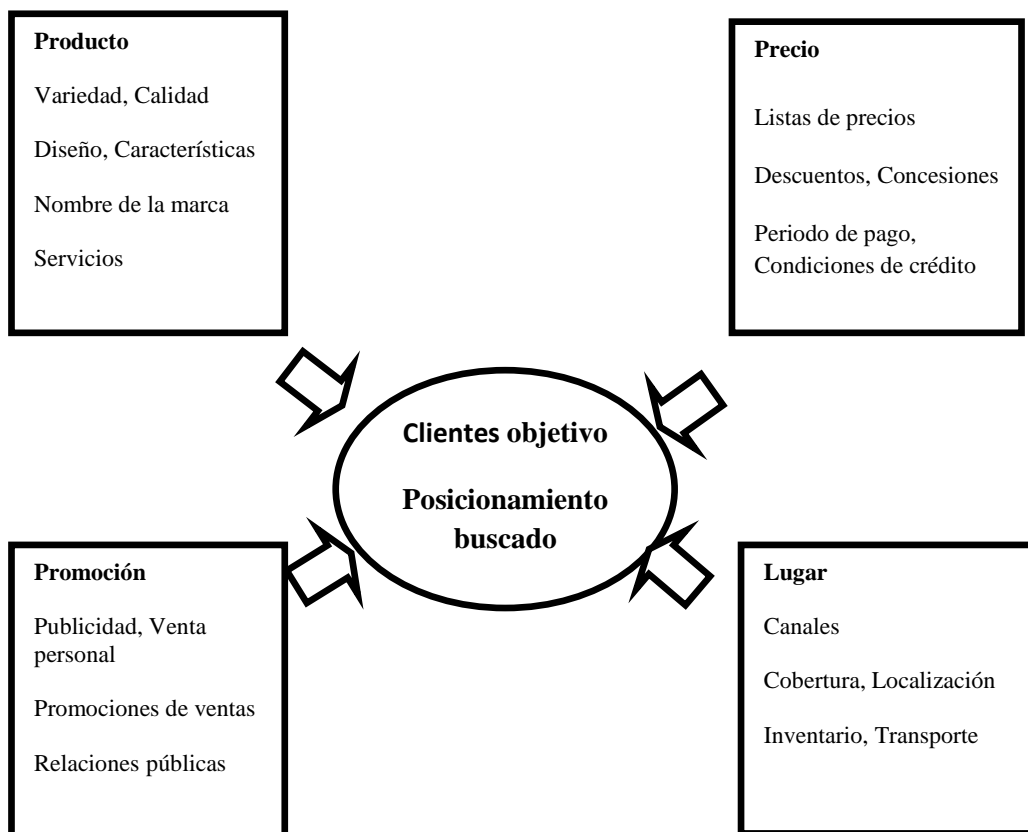 Producto
Variedad, Calidad
Diseño, Características
Nombre de la marca
Servicios
Precio
Listas de precios
Descuentos, Concesiones
Periodo de pago,
Condiciones de crédito
Clientes objetivo
Posicionamiento
buscado
Promoción
Publicidad, Venta
personal
Promociones de ventas
Relaciones públicas
Lugar
Canales
Cobertura, Localización
Inventario, Transporte